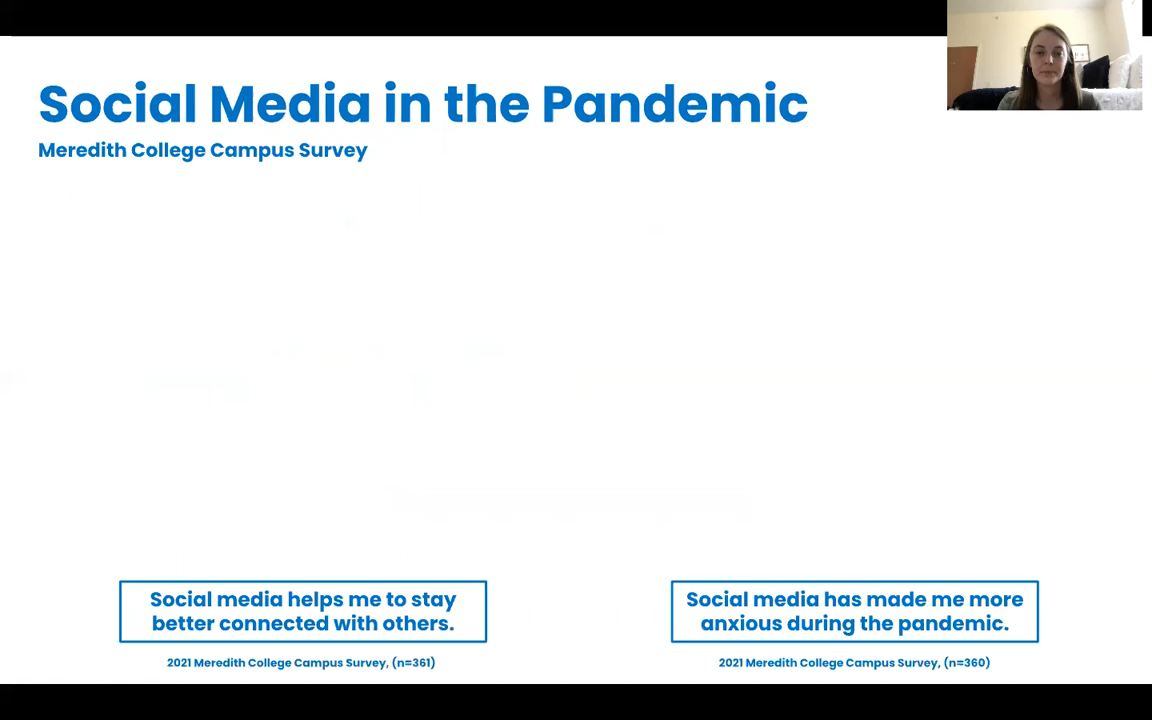 Social Media in the Pandemic
Meredith College Campus Survey
Social media helps me to stay
better connected with others.
2021 Meredith College Campus Survey, (n=361)
Social media has made me more
anxious during the pandemic.
2021 Meredith College Campus Survey, (n=360)